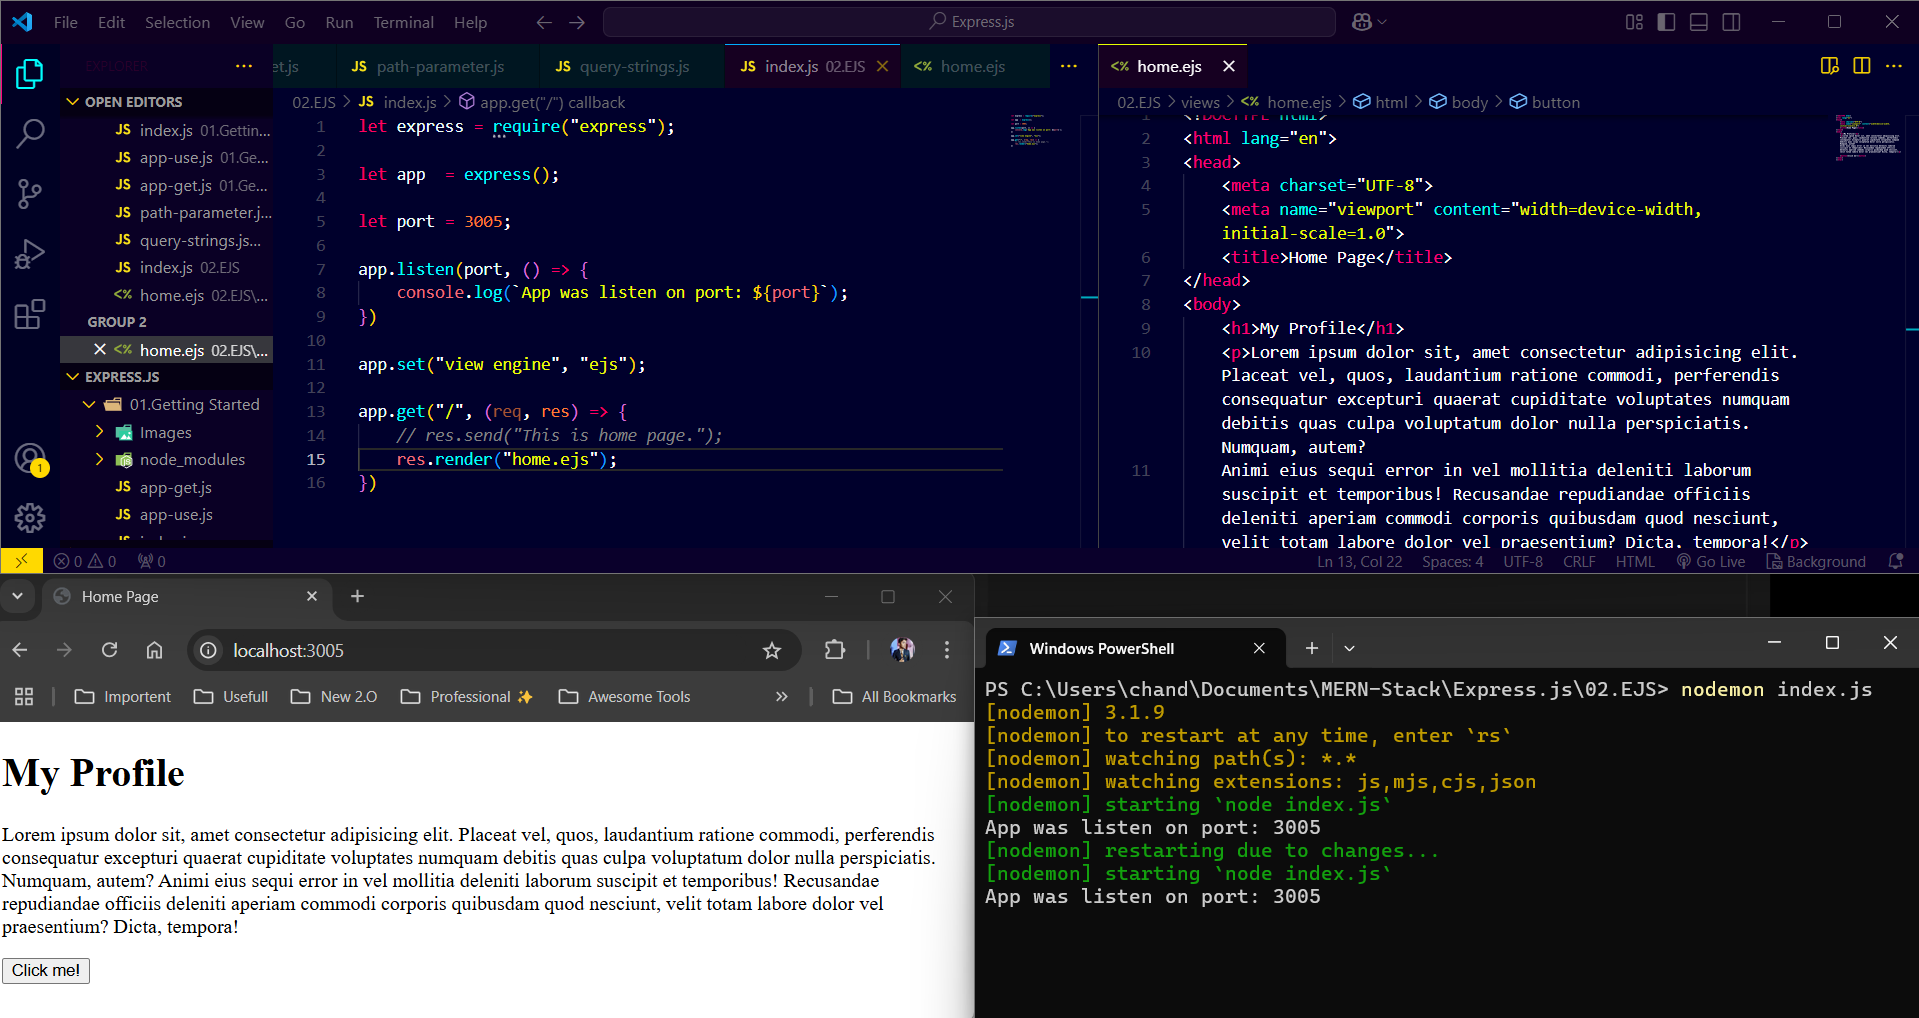 File Edit Selection View Go Run Terminal Help
Express.js
EXPLORER
OPEN EDITORS
JS index.js 01.Gettin...
JS app-use.js 01.Ge...
JS app-get.js 01.Ge...
JS path-parameter.j...
JS query-strings.js...
JS index.js 02.EJS
<% home.ejs 02.EJS\...
GROUP 2
<% home.ejs 02.EJS\...
EXPRESS.JS
01.Getting Started
Images
node_modules
JS app-get.js
JS app-use.js
et.js JS path-parameter.js JS query-strings.js JS index.js 02.EJS <% home.ejs
02.EJS > JS index.js > app.get("/") callback
1 let express = require("express");
2
3 let app  = express();
4
5 let port = 3005;
6
7 app.listen(port, () => {
8     console.log(`App was listen on port: ${port}`);
9 })
10
11 app.set("view engine", "ejs");
12
13 app.get("/", (req, res) => {
14     // res.send("This is home page.");
15     res.render("home.ejs");
16 })
<% home.ejs
02.EJS > views > <% home.ejs > html > body > button
1 <!DOCTYPE html>
2 <html lang="en">
3 <head>
4     <meta charset="UTF-8">
5     <meta name="viewport" content="width=device-width,
initial-scale=1.0">
6     <title>Home Page</title>
7 </head>
8 <body>
9     <h1>My Profile</h1>
10     <p>Lorem ipsum dolor sit, amet consectetur adipisicing elit.
Placeat vel, quos, laudantium ratione commodi, perferendis
consequatur excepturi quaerat cupiditate voluptates numquam
debitis quas culpa voluptatum dolor nulla perspiciatis.
Numquam, autem?
11     Animi eius sequi error in vel mollitia deleniti laborum
suscipit et temporibus! Recusandae repudiandae officiis
deleniti aperiam commodi corporis quibusdam quod nesciunt,
velit totam labore dolor vel praesentium? Dicta, tempora!</p>
1
0 0 0
Ln 13, Col 22 Spaces: 4 UTF-8 CRLF HTML Go Live Background
Home Page
localhost:3005
Importent Usefull New 2.O Professional ✨ Awesome Tools » All Bookmarks
My Profile
Lorem ipsum dolor sit, amet consectetur adipisicing elit. Placeat vel, quos, laudantium ratione commodi, perferendis
consequatur excepturi quaerat cupiditate voluptates numquam debitis quas culpa voluptatum dolor nulla perspiciatis.
Numquam, autem? Animi eius sequi error in vel mollitia deleniti laborum suscipit et temporibus! Recusandae
repudiandae officiis deleniti aperiam commodi corporis quibusdam quod nesciunt, velit totam labore dolor vel
praesentium? Dicta, tempora!
Click me!
Windows PowerShell
PS C:\Users\chand\Documents\MERN-Stack\Express.js\02.EJS> nodemon index.js
[nodemon] 3.1.9
[nodemon] to restart at any time, enter `rs`
[nodemon] watching path(s): *.*
[nodemon] watching extensions: js,mjs,cjs,json
[nodemon] starting `node index.js`
App was listen on port: 3005
[nodemon] restarting due to changes...
[nodemon] starting `node index.js`
App was listen on port: 3005